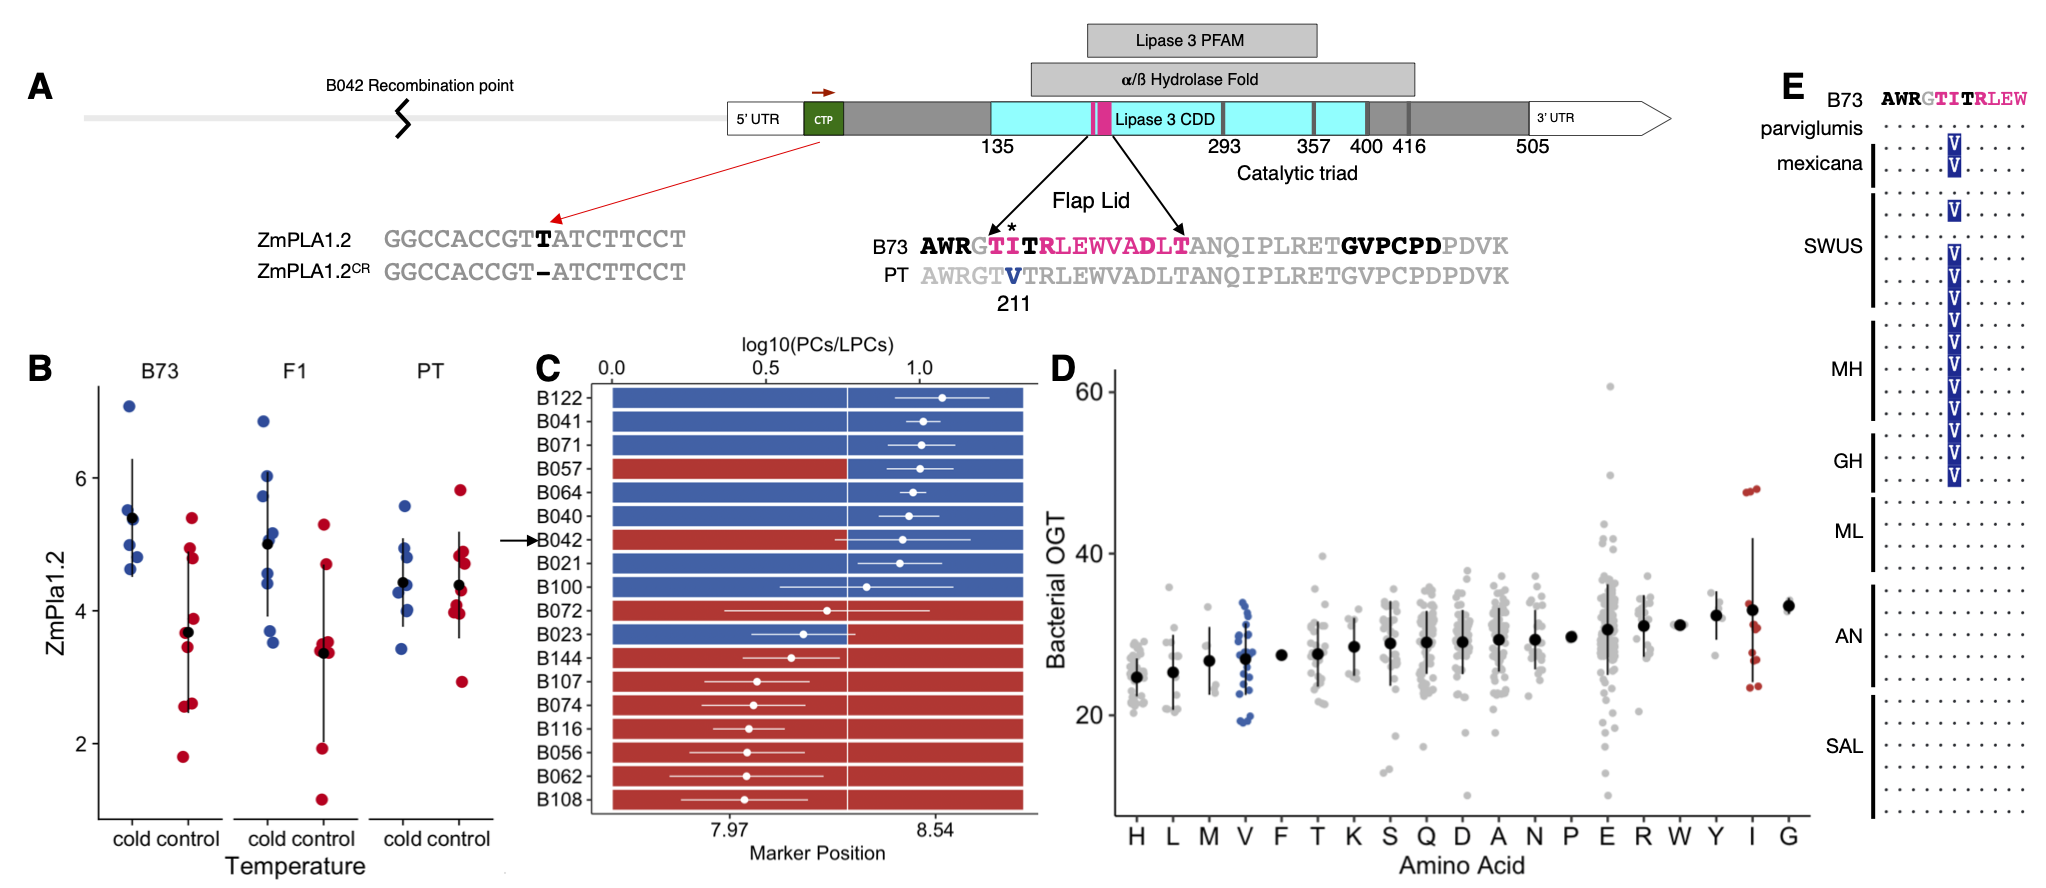 A
B042 Recombination point
Lipase 3 PFAM
α/ß Hydrolase Fold
5' UTR
CTP
Lipase 3 CDD
3' UTR
135
293
357
400
416
505
Catalytic triad
Flap Lid
ZmPLA1.2
GGCCACCGTTATCTTCCT
ZmPLA1.2CR
GGCCACCGT-ATCTTCCT
*
B73
AWRGTITRLEWVADLTANQIPLRETGVPCPDPDVK
PT
AWRGTVTRLEWVADLTANQIPLRETGVPCPDPDVK
211
B
B73
F1
PT
ZmPla1.2
6
4
2
cold control
cold control
cold control
Temperature
C
log10(PCs/LPCs)
0.0
0.5
1.0
B122
B041
B071
B057
B064
B040
B042
B021
B100
B072
B023
B144
B107
B074
B116
B056
B062
B108
7.97
8.54
Marker Position
D
Bacterial OGT
60
40
20
H L M V F T K S Q D A N P E R W Y I G
Amino Acid
E
B73
AWRGTITRLEW
parviglumis
V
mexicana
V
V
SWUS
V
V
V
V
MH
V
V
V
V
V
GH
V
V
ML
AN
SAL